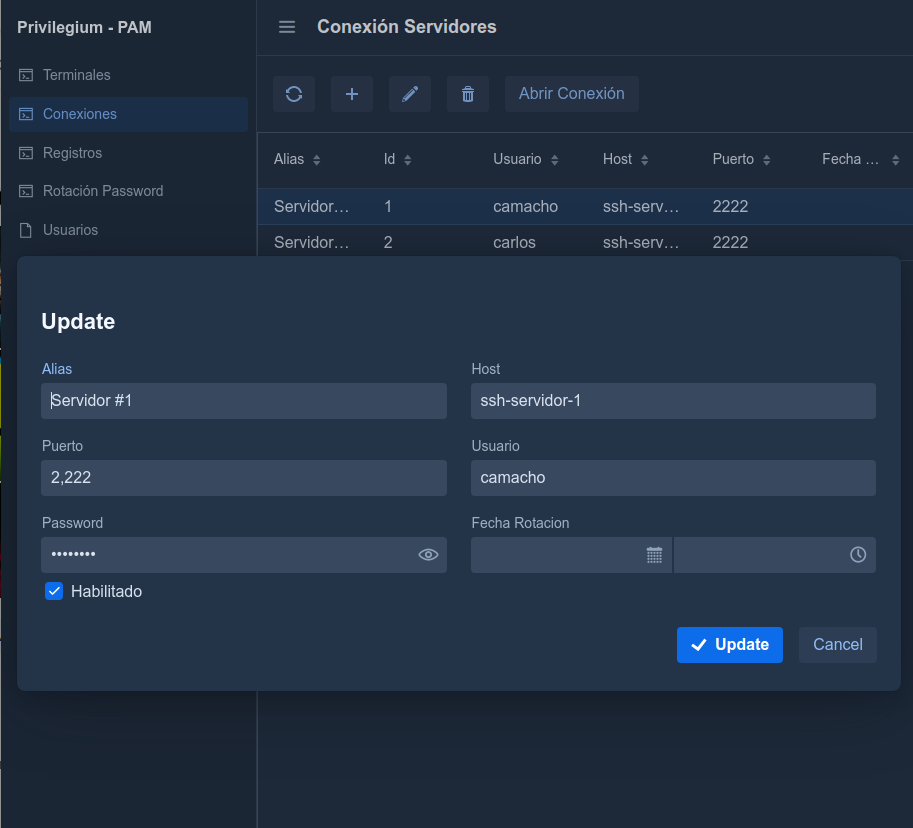 Privilegium - PAM
Conexión Servidores
Terminales
Conexiones
Registros
Rotación Password
Usuarios
Abrir Conexión
Alias Id Usuario Host Puerto Fecha ...
Servidor... 1 camacho ssh-serv... 2222
Servidor... 2 carlos ssh-serv... 2222
Update
Alias Host
Servidor #1 ssh-servidor-1
Puerto Usuario
2,222 camacho
Password Fecha Rotacion
••••••••
Habilitado
Update Cancel